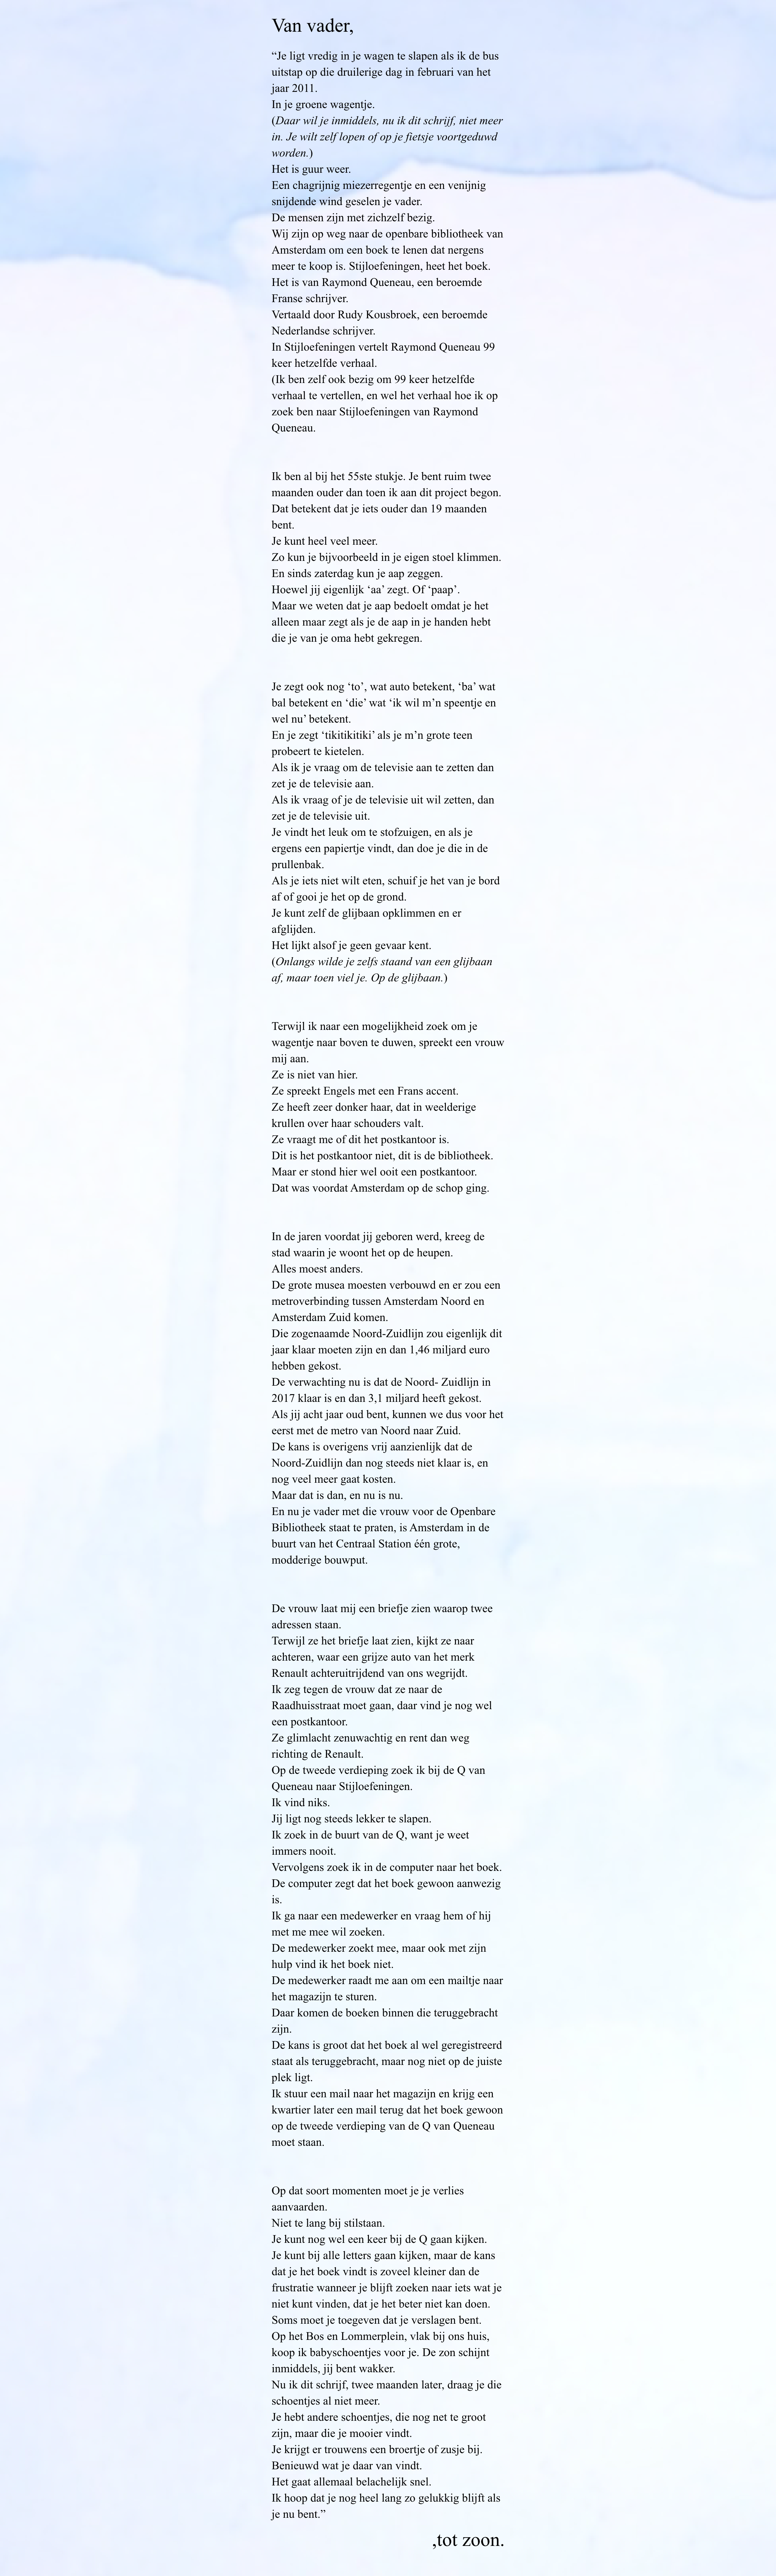 Van vader,
“Je ligt vredig in je wagen te slapen als ik de bus
uitstap op die druilerige dag in februari van het
jaar 2011.
In je groene wagentje.
(Daar wil je inmiddels, nu ik dit schrijf, niet meer
in. Je wilt zelf lopen of op je fietsje voortgeduwd
worden.)
Het is guur weer.
Een chagrijnig miezerregentje en een venijnig
snijdende wind geselen je vader.
De mensen zijn met zichzelf bezig.
Wij zijn op weg naar de openbare bibliotheek van
Amsterdam om een boek te lenen dat nergens
meer te koop is. Stijloefeningen, heet het boek.
Het is van Raymond Queneau, een beroemde
Franse schrijver.
Vertaald door Rudy Kousbroek, een beroemde
Nederlandse schrijver.
In Stijloefeningen vertelt Raymond Queneau 99
keer hetzelfde verhaal.
(Ik ben zelf ook bezig om 99 keer hetzelfde
verhaal te vertellen, en wel het verhaal hoe ik op
zoek ben naar Stijloefeningen van Raymond
Queneau.
Ik ben al bij het 55ste stukje. Je bent ruim twee
maanden ouder dan toen ik aan dit project begon.
Dat betekent dat je iets ouder dan 19 maanden
bent.
Je kunt heel veel meer.
Zo kun je bijvoorbeeld in je eigen stoel klimmen.
En sinds zaterdag kun je aap zeggen.
Hoewel jij eigenlijk ‘aa’ zegt. Of ‘paap’.
Maar we weten dat je aap bedoelt omdat je het
alleen maar zegt als je de aap in je handen hebt
die je van je oma hebt gekregen.
Je zegt ook nog ‘to’, wat auto betekent, ‘ba’ wat
bal betekent en ‘die’ wat ‘ik wil m’n speentje en
wel nu’ betekent.
En je zegt ‘tikitikitiki’ als je m’n grote teen
probeert te kietelen.
Als ik je vraag om de televisie aan te zetten dan
zet je de televisie aan.
Als ik vraag of je de televisie uit wil zetten, dan
zet je de televisie uit.
Je vindt het leuk om te stofzuigen, en als je
ergens een papiertje vindt, dan doe je die in de
prullenbak.
Als je iets niet wilt eten, schuif je het van je bord
af of gooi je het op de grond.
Je kunt zelf de glijbaan opklimmen en er
afglijden.
Het lijkt alsof je geen gevaar kent.
(Onlangs wilde je zelfs staand van een glijbaan
af, maar toen viel je. Op de glijbaan.)
Terwijl ik naar een mogelijkheid zoek om je
wagentje naar boven te duwen, spreekt een vrouw
mij aan.
Ze is niet van hier.
Ze spreekt Engels met een Frans accent.
Ze heeft zeer donker haar, dat in weelderige
krullen over haar schouders valt.
Ze vraagt me of dit het postkantoor is.
Dit is het postkantoor niet, dit is de bibliotheek.
Maar er stond hier wel ooit een postkantoor.
Dat was voordat Amsterdam op de schop ging.
In de jaren voordat jij geboren werd, kreeg de
stad waarin je woont het op de heupen.
Alles moest anders.
De grote musea moesten verbouwd en er zou een
metroverbinding tussen Amsterdam Noord en
Amsterdam Zuid komen.
Die zogenaamde Noord-Zuidlijn zou eigenlijk dit
jaar klaar moeten zijn en dan 1,46 miljard euro
hebben gekost.
De verwachting nu is dat de Noord- Zuidlijn in
2017 klaar is en dan 3,1 miljard heeft gekost.
Als jij acht jaar oud bent, kunnen we dus voor het
eerst met de metro van Noord naar Zuid.
De kans is overigens vrij aanzienlijk dat de
Noord-Zuidlijn dan nog steeds niet klaar is, en
nog veel meer gaat kosten.
Maar dat is dan, en nu is nu.
En nu je vader met die vrouw voor de Openbare
Bibliotheek staat te praten, is Amsterdam in de
buurt van het Centraal Station één grote,
modderige bouwput.
De vrouw laat mij een briefje zien waarop twee
adressen staan.
Terwijl ze het briefje laat zien, kijkt ze naar
achteren, waar een grijze auto van het merk
Renault achteruitrijdend van ons wegrijdt.
Ik zeg tegen de vrouw dat ze naar de
Raadhuisstraat moet gaan, daar vind je nog wel
een postkantoor.
Ze glimlacht zenuwachtig en rent dan weg
richting de Renault.
Op de tweede verdieping zoek ik bij de Q van
Queneau naar Stijloefeningen.
Ik vind niks.
Jij ligt nog steeds lekker te slapen.
Ik zoek in de buurt van de Q, want je weet
immers nooit.
Vervolgens zoek ik in de computer naar het boek.
De computer zegt dat het boek gewoon aanwezig
is.
Ik ga naar een medewerker en vraag hem of hij
met me mee wil zoeken.
De medewerker zoekt mee, maar ook met zijn
hulp vind ik het boek niet.
De medewerker raadt me aan om een mailtje naar
het magazijn te sturen.
Daar komen de boeken binnen die teruggebracht
zijn.
De kans is groot dat het boek al wel geregistreerd
staat als teruggebracht, maar nog niet op de juiste
plek ligt.
Ik stuur een mail naar het magazijn en krijg een
kwartier later een mail terug dat het boek gewoon
op de tweede verdieping van de Q van Queneau
moet staan.
Op dat soort momenten moet je je verlies
aanvaarden.
Niet te lang bij stilstaan.
Je kunt nog wel een keer bij de Q gaan kijken.
Je kunt bij alle letters gaan kijken, maar de kans
dat je het boek vindt is zoveel kleiner dan de
frustratie wanneer je blijft zoeken naar iets wat je
niet kunt vinden, dat je het beter niet kan doen.
Soms moet je toegeven dat je verslagen bent.
Op het Bos en Lommerplein, vlak bij ons huis,
koop ik babyschoentjes voor je. De zon schijnt
inmiddels, jij bent wakker.
Nu ik dit schrijf, twee maanden later, draag je die
schoentjes al niet meer.
Je hebt andere schoentjes, die nog net te groot
zijn, maar die je mooier vindt.
Je krijgt er trouwens een broertje of zusje bij.
Benieuwd wat je daar van vindt.
Het gaat allemaal belachelijk snel.
Ik hoop dat je nog heel lang zo gelukkig blijft als
je nu bent.”
,tot zoon.